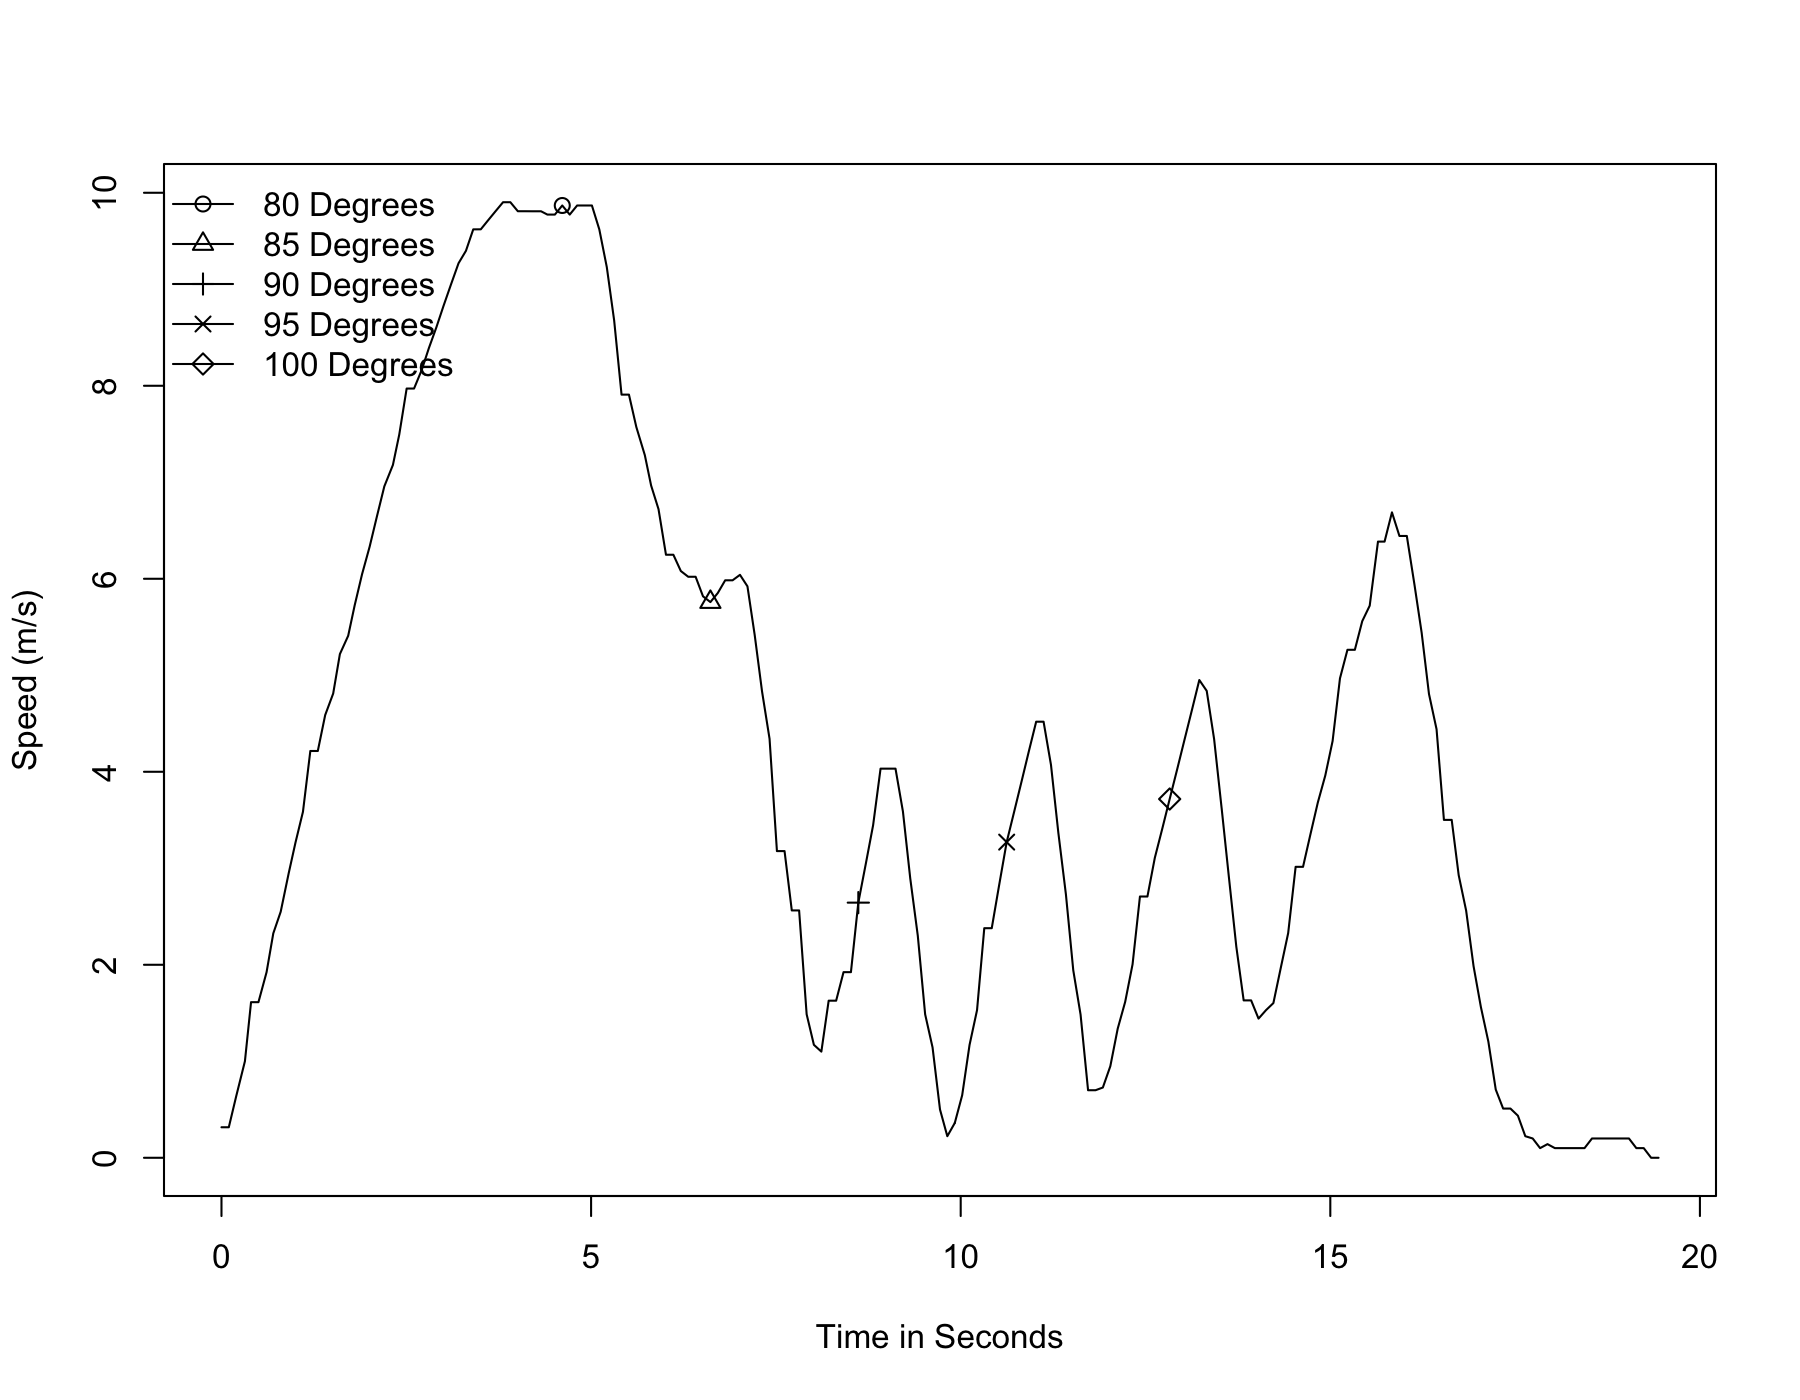 10
8
6
4
2
0
Speed (m/s)
80 Degrees
85 Degrees
90 Degrees
95 Degrees
100 Degrees
0 5 10 15 20
Time in Seconds